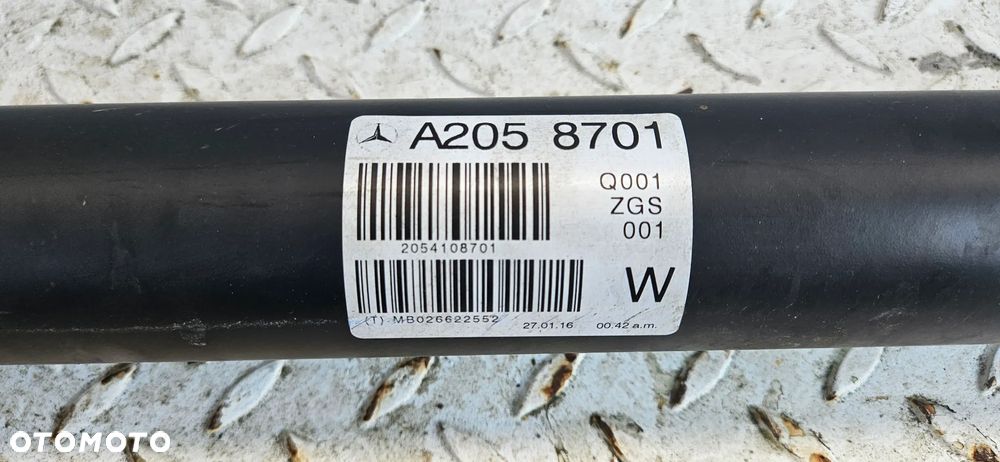 A205 8701
Q001
ZGS
001
2054108701
W
(T) MB026622552
27.01.16 00.42 a.m.
OTOMOTO